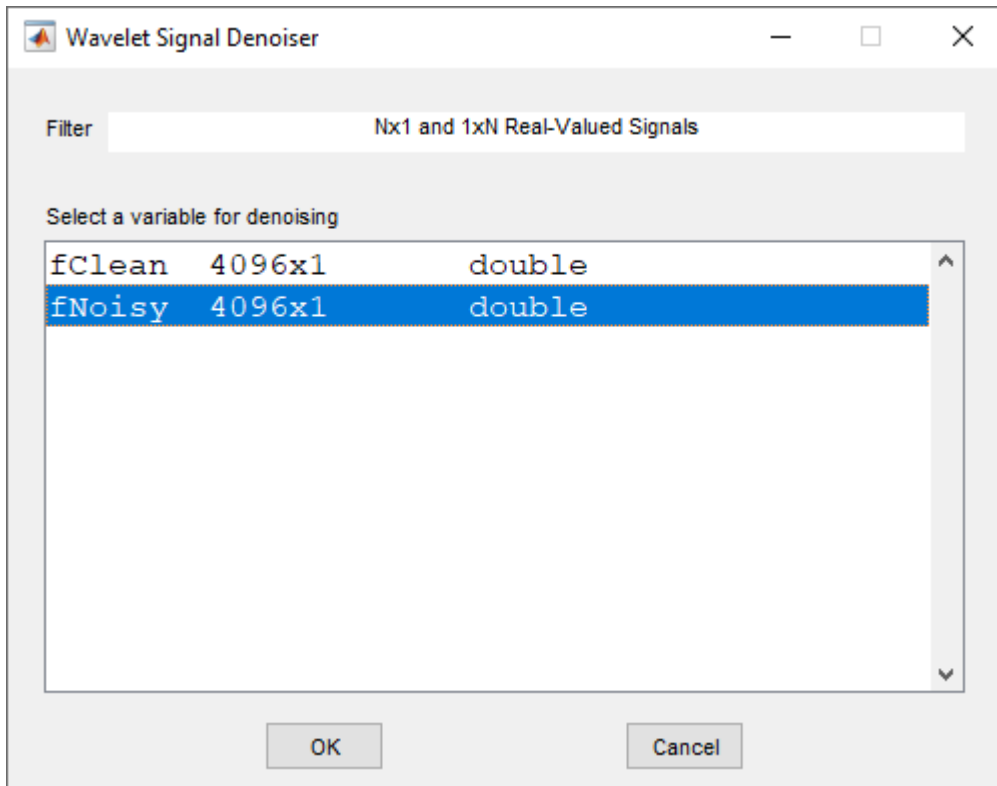 Wavelet Signal Denoiser
Filter Nx1 and 1xN Real-Valued Signals
Select a variable for denoising
fClean 4096x1 double
fNoisy 4096x1 double
OK Cancel